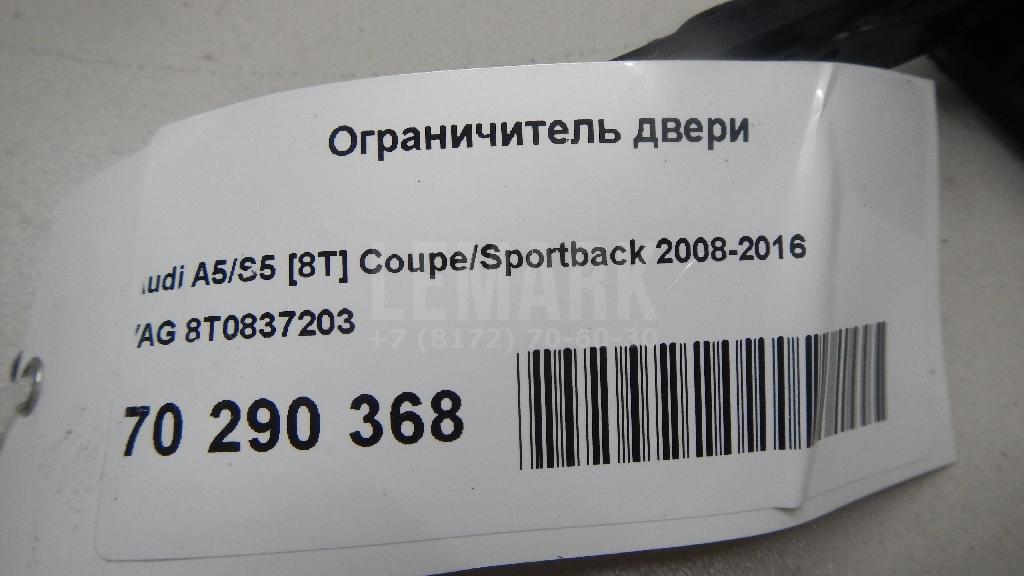 Ограничитель двери
udi A5/S5 [8T] Coupe/Sportback 2008-2016
LEMARK
VAG 8T0837203
+7 (8172) 70-60-30
70 290 368